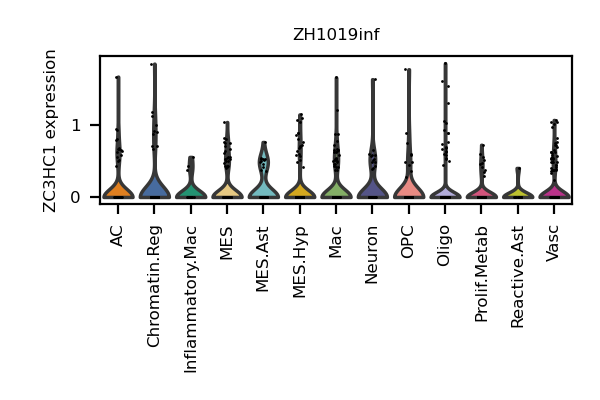 ZH1019inf
ZC3HC1 expression
1
0
AC
Chromatin.Reg
Inflammatory.Mac
MES
MES.Ast
MES.Hyp
Mac
Neuron
OPC
Oligo
Prolif.Metab
Reactive.Ast
Vasc